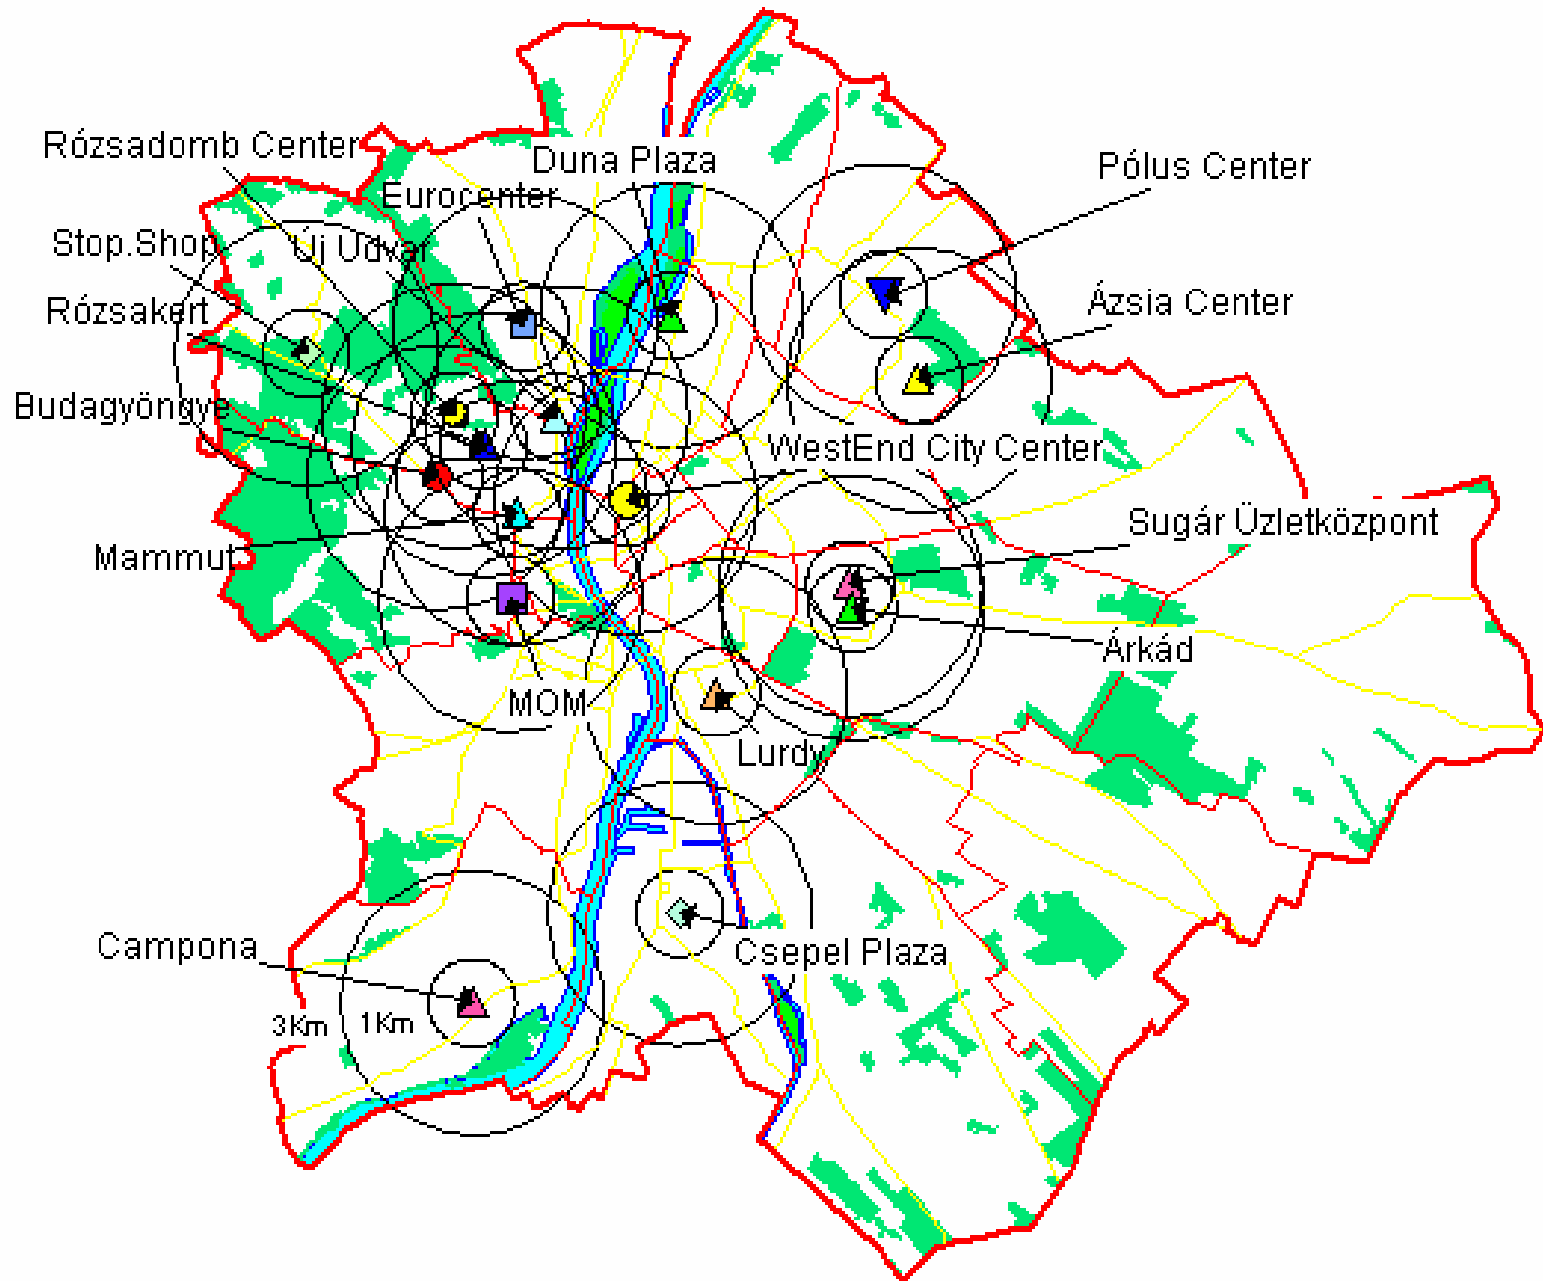 Rózsadomb Center
Duna Plaza
Pólus Center
Eurocenter
Stop.Shop
Új Udvar
Ázsia Center
Rózsakert
Budagyöngye
WestEnd City Center
Sugár Üzletközpont
Mammut
Árkád
MOM
Lurdy
Campona
Csepel Plaza
3Km
1Km